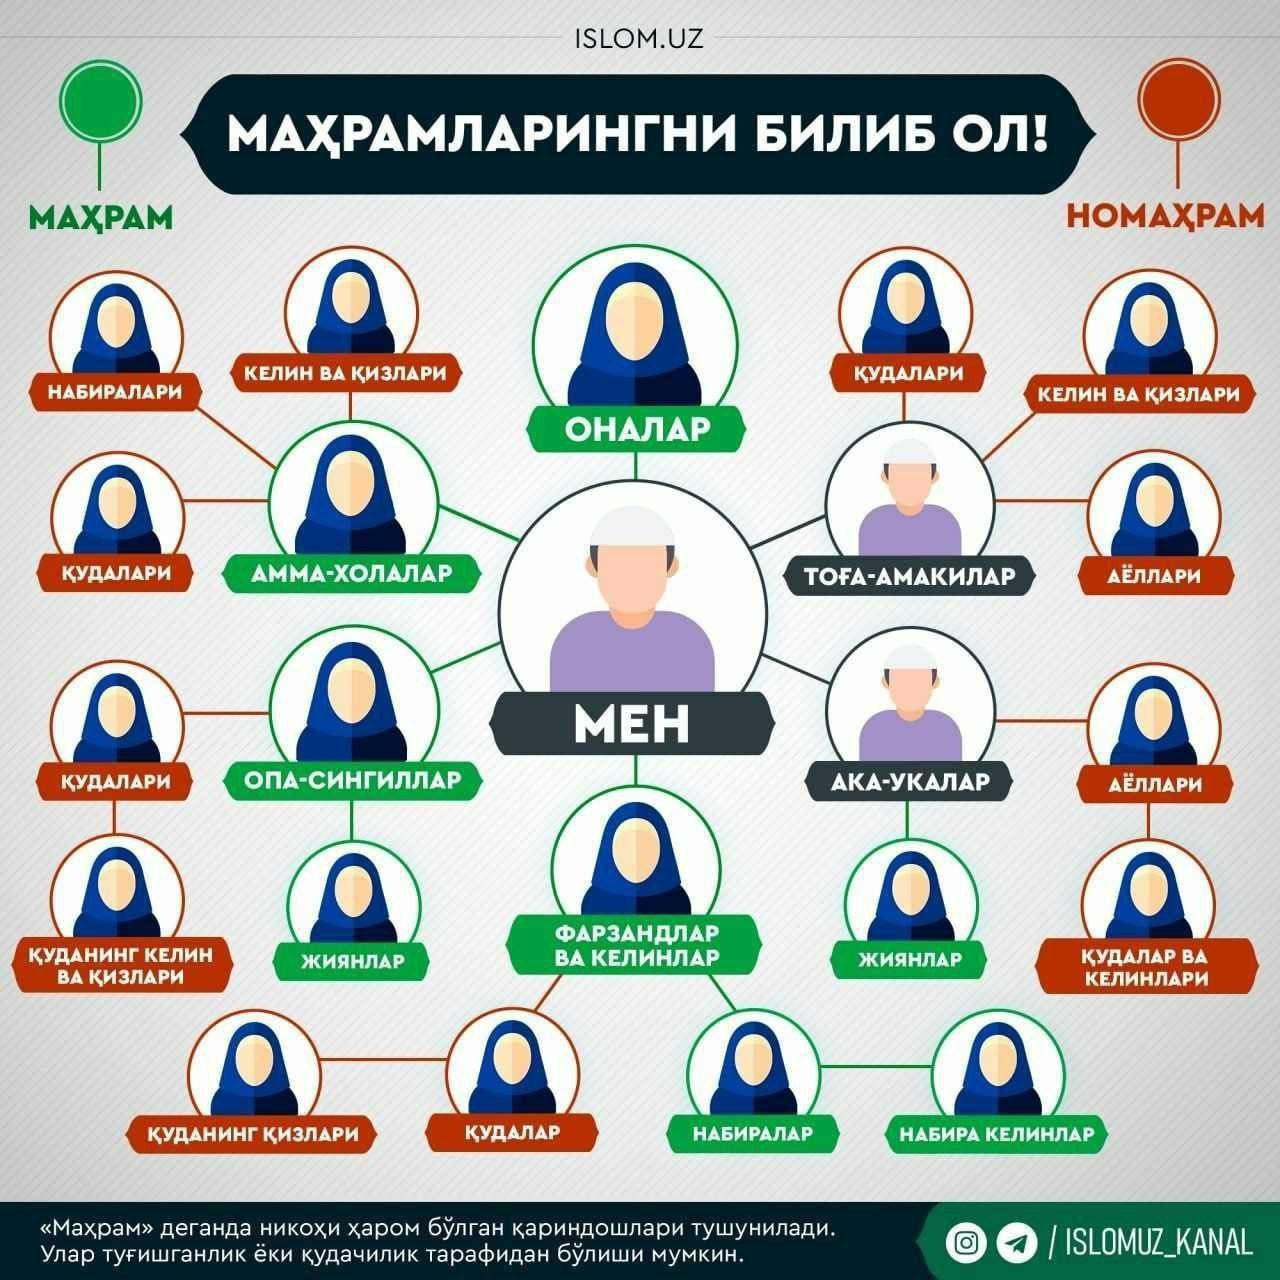 ISLOM.UZ
МАҲРАМЛАРИНГНИ БИЛИБ ОЛ!
МАҲРАМ
НОМАҲРАМ
НАБИРАЛАРИ
КЕЛИН ВА ҚИЗЛАРИ
ОНАЛАР
ҚУДАЛАРИ
КЕЛИН ВА ҚИЗЛАРИ
ҚУДАЛАРИ
АММА-ХОЛАЛАР
ТОҒА-АМАКИЛАР
АЁЛЛАРИ
МЕН
ҚУДАЛАРИ
ОПА-СИНГИЛЛАР
АКА-УКАЛАР
АЁЛЛАРИ
ҚУДАНИНГ КЕЛИН
ВА ҚИЗЛАРИ
ЖИЯНЛАР
ФАРЗАНДЛАР
ВА КЕЛИНЛАР
ЖИЯНЛАР
ҚУДАЛАР ВА
КЕЛИНЛАРИ
ҚУДАНИНГ ҚИЗЛАРИ
ҚУДАЛАР
НАБИРАЛАР
НАБИРА КЕЛИНЛАР
«Маҳрам» деганда никоҳи ҳаром бўлган қариндошлари тушунилади.
Улар туғишганлик ёки қудачилик тарафидан бўлиши мумкин.
/ ISLOMUZ_KANAL